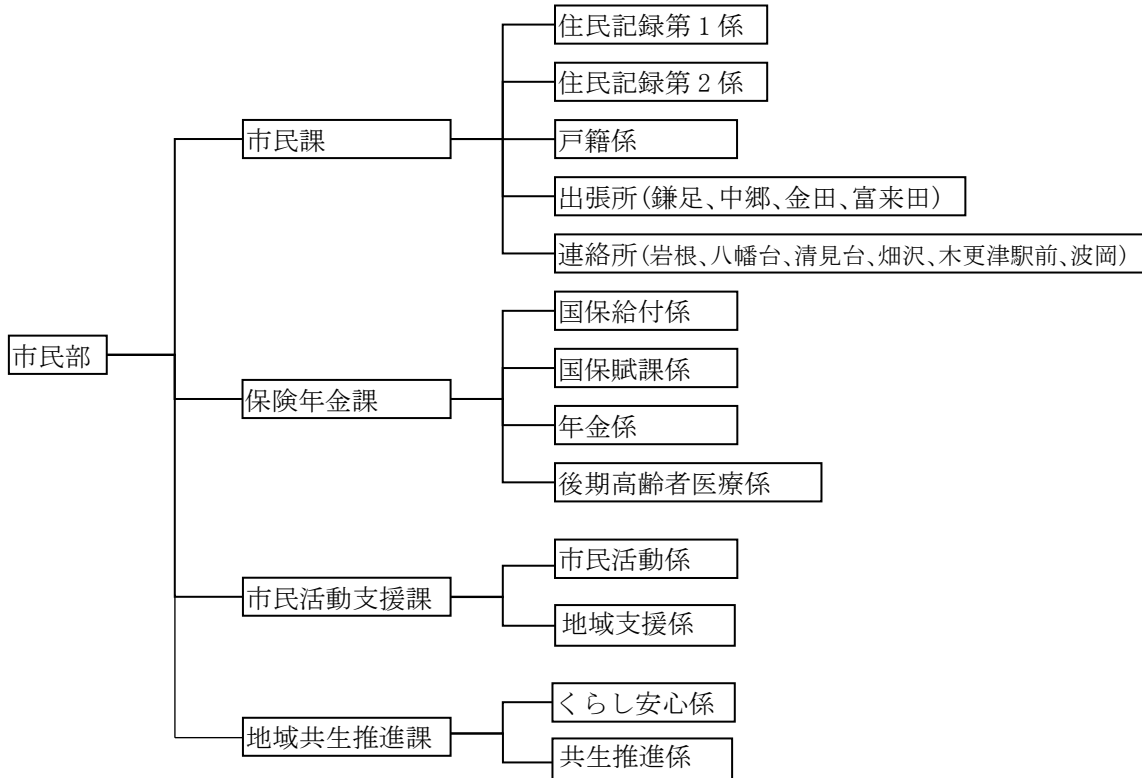 住民記録第1係
住民記録第2係
市民課
戸籍係
出張所(鎌足、中郷、金田、富来田)
連絡所(岩根、八幡台、清見台、畑沢、木更津駅前、波岡)
国保給付係
市民部
国保賦課係
保険年金課
年金係
後期高齢者医療係
市民活動係
市民活動支援課
地域支援係
くらし安心係
地域共生推進課
共生推進係